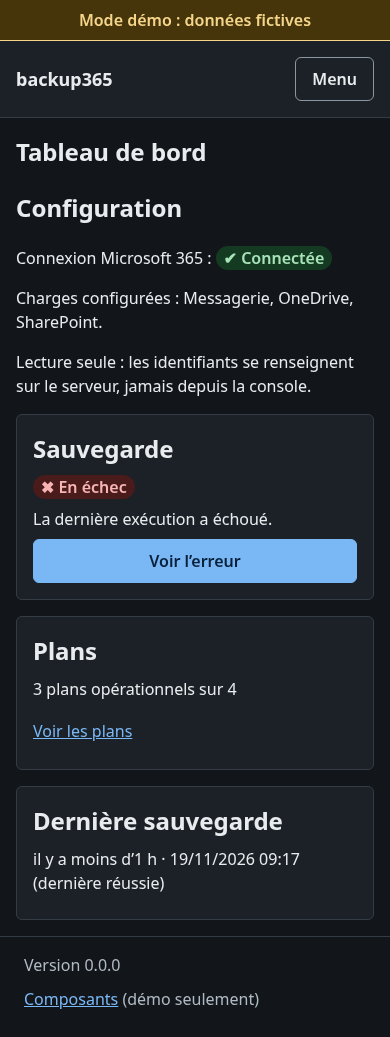 Mode démo : données fictives
backup365
Menu
Tableau de bord
Configuration
Connexion Microsoft 365 : ✔ Connectée
Charges configurées : Messagerie, OneDrive,
SharePoint.
Lecture seule : les identifiants se renseignent
sur le serveur, jamais depuis la console.
Sauvegarde
✖ En échec
La dernière exécution a échoué.
Voir l’erreur
Plans
3 plans opérationnels sur 4
Voir les plans
Dernière sauvegarde
il y a moins d’1 h · 19/11/2026 09:17
(dernière réussie)
Version 0.0.0
Composants (démo seulement)